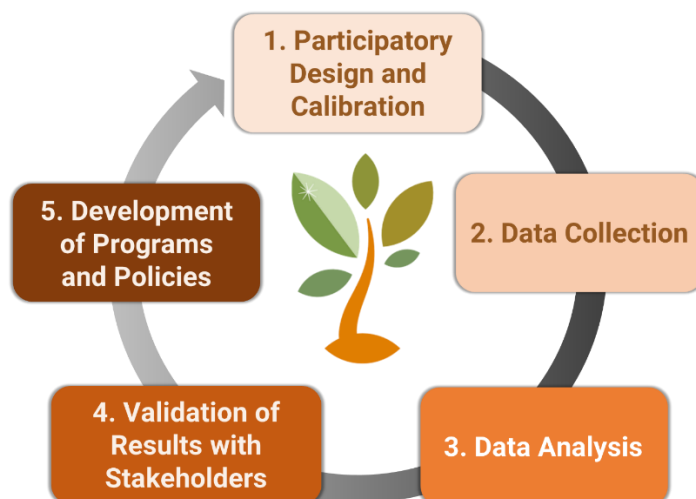 1. Participatory
Design and
Calibration
2. Data Collection
3. Data Analysis
4. Validation of
Results with
Stakeholders
5. Development
of Programs
and Policies